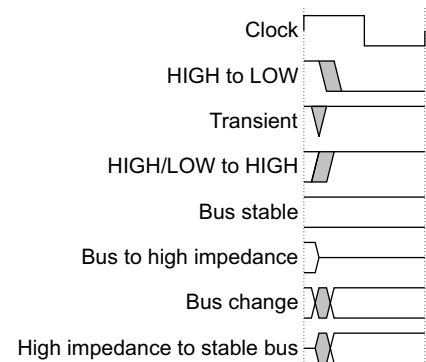 Clock
HIGH to LOW
Transient
HIGH/LOW to HIGH
Bus stable
Bus to high impedance
Bus change
High impedance to stable bus